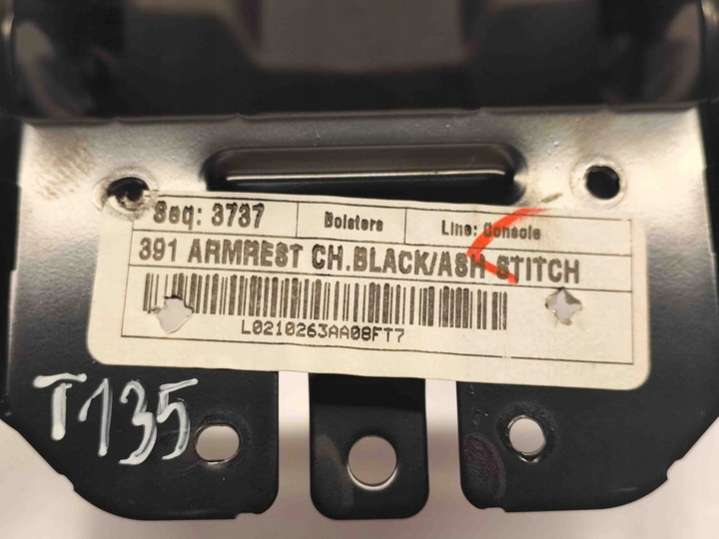 Seq: 3737 Bolsters Line: Console
391 ARMREST CH.BLACK/ASH STITCH
L0210263AA08FT7
T135